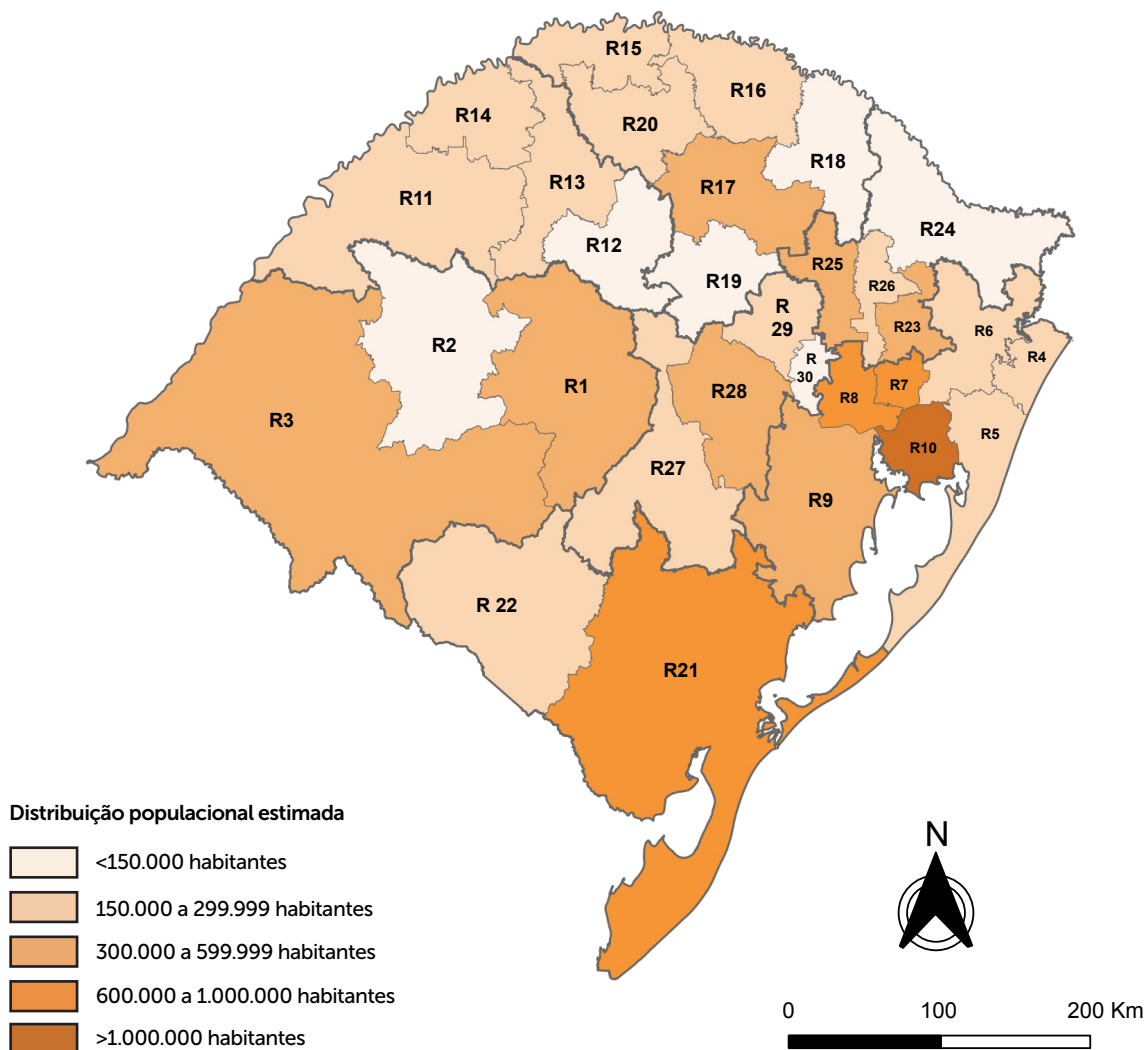 R15
R16
R14
R20
R18
R13
R17
R11
R24
R12
R25
R19
R26
R
29
R6
R23
R2
R4
R
30
R1
R7
R28
R8
R3
R5
R10
R27
R9
R 22
R21
Distribuição populacional estimada
<150.000 habitantes
150.000 a 299.999 habitantes
300.000 a 599.999 habitantes
600.000 a 1.000.000 habitantes
>1.000.000 habitantes
N
0 100 200 Km